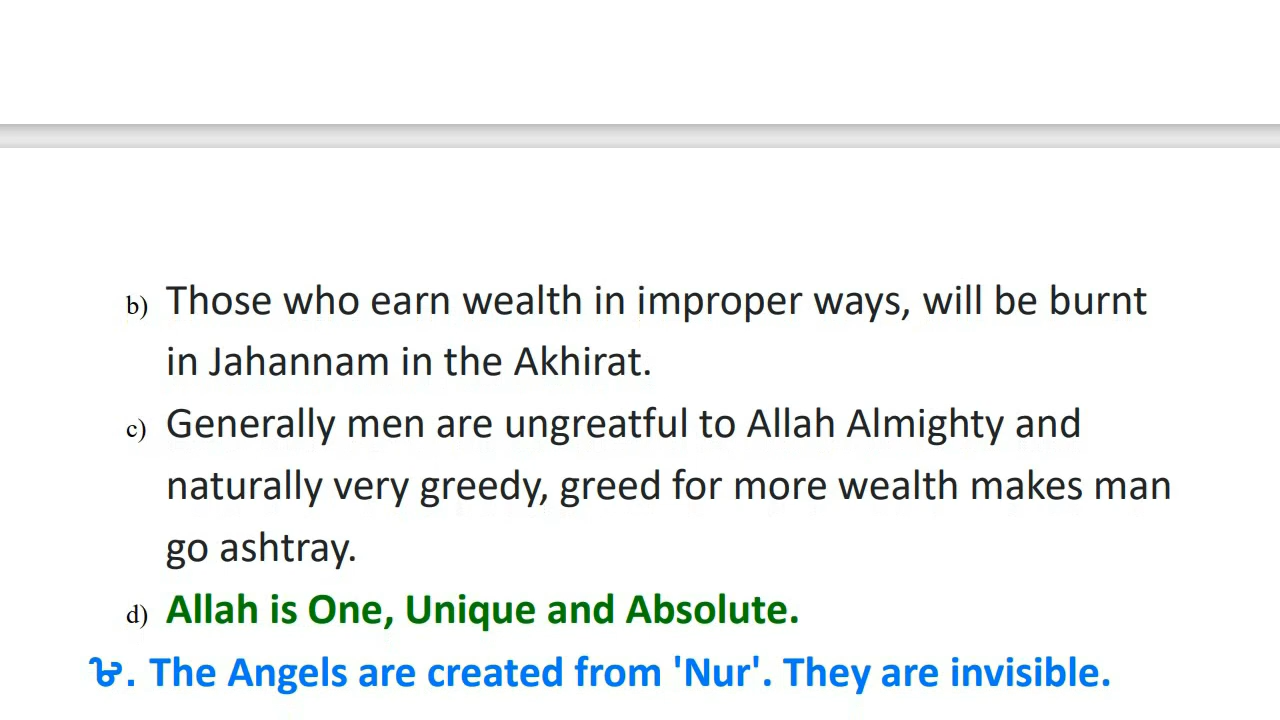 b) Those who earn wealth in improper ways, will be burnt
in Jahannam in the Akhirat.
c) Generally men are ungreatful to Allah Almighty and
naturally very greedy, greed for more wealth makes man
go ashtray.
d) Allah is One, Unique and Absolute.
৮. The Angels are created from 'Nur'. They are invisible.